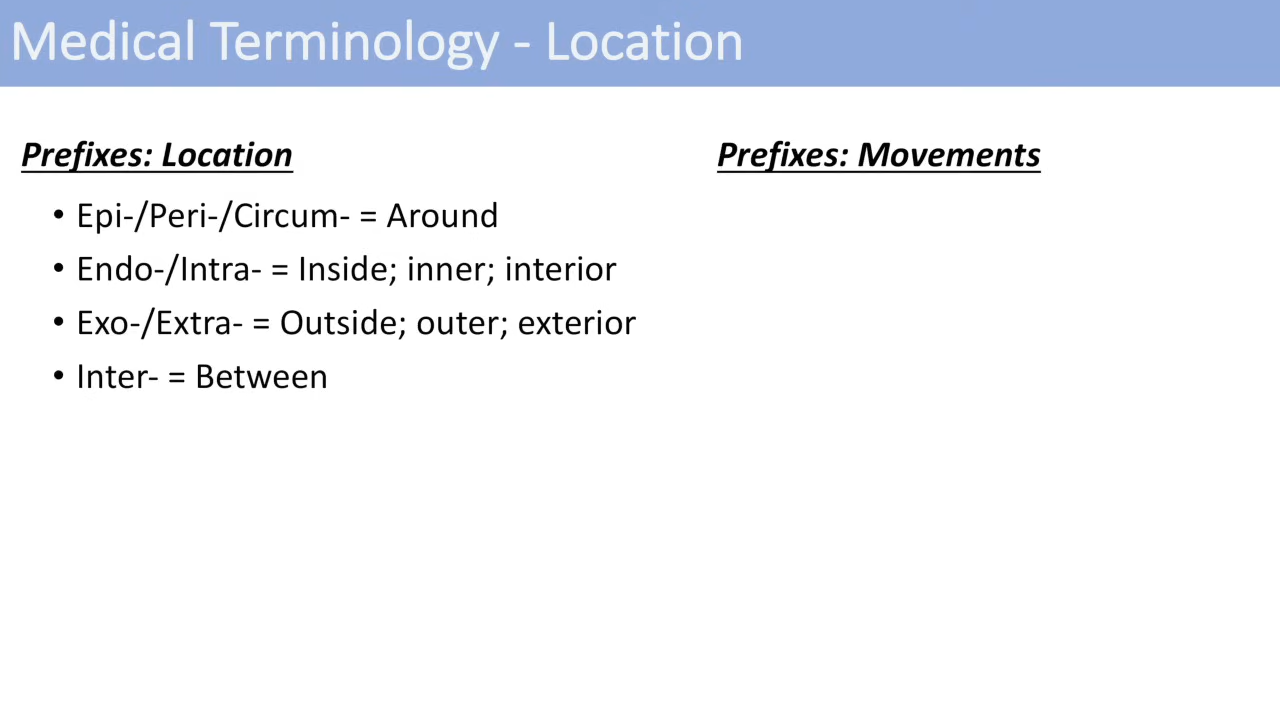 Medical Terminology - Location
Prefixes: Location
• Epi-/Peri-/Circum- = Around
• Endo-/Intra- = Inside; inner; interior
• Exo-/Extra- = Outside; outer; exterior
• Inter- = Between
Prefixes: Movements